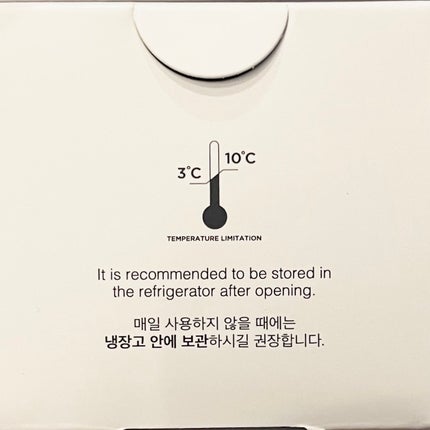 10°C
3°C
TEMPERATURE LIMITATION
It is recommended to be stored in
the refrigerator after opening.
매일 사용하지 않을 때에는
냉장고 안에 보관하시길 권장합니다.